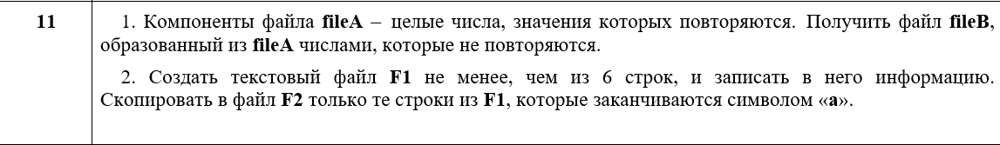 11
1. Компоненты файла fileA – целые числа, значения которых повторяются. Получить файл fileB,
образованный из fileA числами, которые не повторяются.
2. Создать текстовый файл F1 не менее, чем из 6 строк, и записать в него информацию.
Скопировать в файл F2 только те строки из F1, которые заканчиваются символом «а».